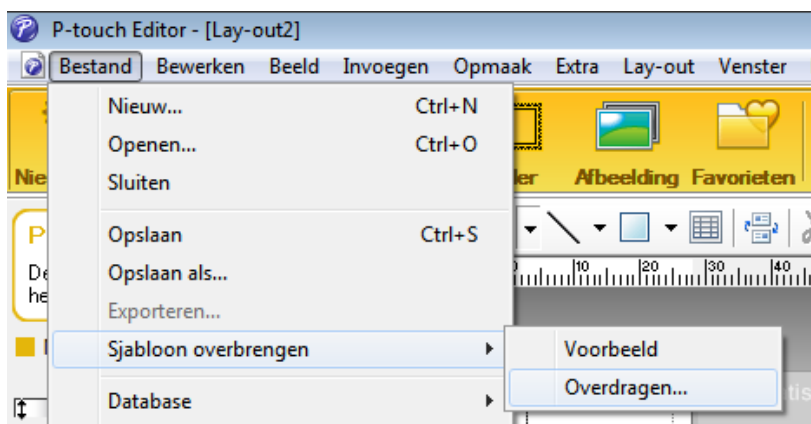 P-touch Editor - [Lay-out2]
Bestand Bewerken Beeld Invoegen Opmaak Extra Lay-out Venster
Nieuw... Ctrl+N
Openen... Ctrl+O
Sluiten
Afbeelding Favorieten
Opslaan Ctrl+S
Opslaan als...
10 20 30 40
Exporteren...
Sjabloon overbrengen
Voorbeeld
Overdragen...
Database